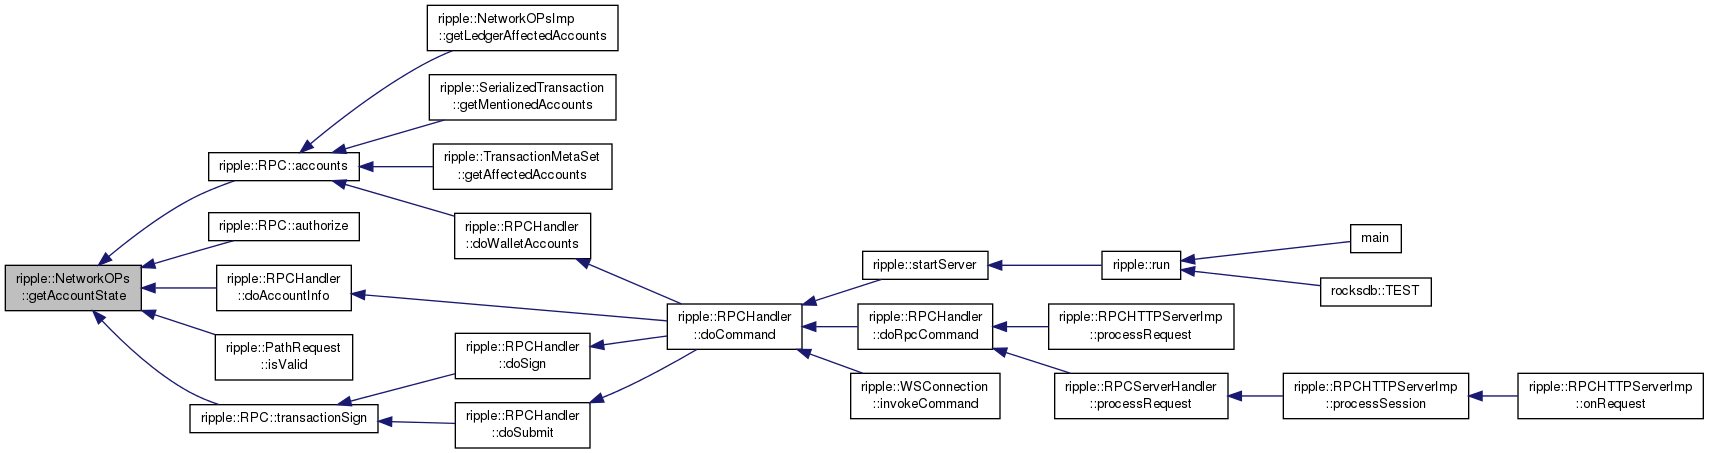 ripple::NetworkOPs
::getAccountState
ripple::RPC::accounts
ripple::NetworkOPsImp
::getLedgerAffectedAccounts
ripple::SerializedTransaction
::getMentionedAccounts
ripple::TransactionMetaSet
::getAffectedAccounts
ripple::RPCHandler
::doWalletAccounts
ripple::RPC::authorize
ripple::RPCHandler
::doAccountInfo
ripple::PathRequest
::isValid
ripple::RPC::transactionSign
ripple::RPCHandler
::doSign
ripple::RPCHandler
::doSubmit
ripple::RPCHandler
::doCommand
ripple::startServer
ripple::run
main
rocksdb::TEST
ripple::RPCHandler
::doRpcCommand
ripple::RPCHTTPServerImp
::processRequest
ripple::RPCServerHandler
::processRequest
ripple::RPCHTTPServerImp
::processSession
ripple::RPCHTTPServerImp
::onRequest
ripple::WSConnection
::invokeCommand